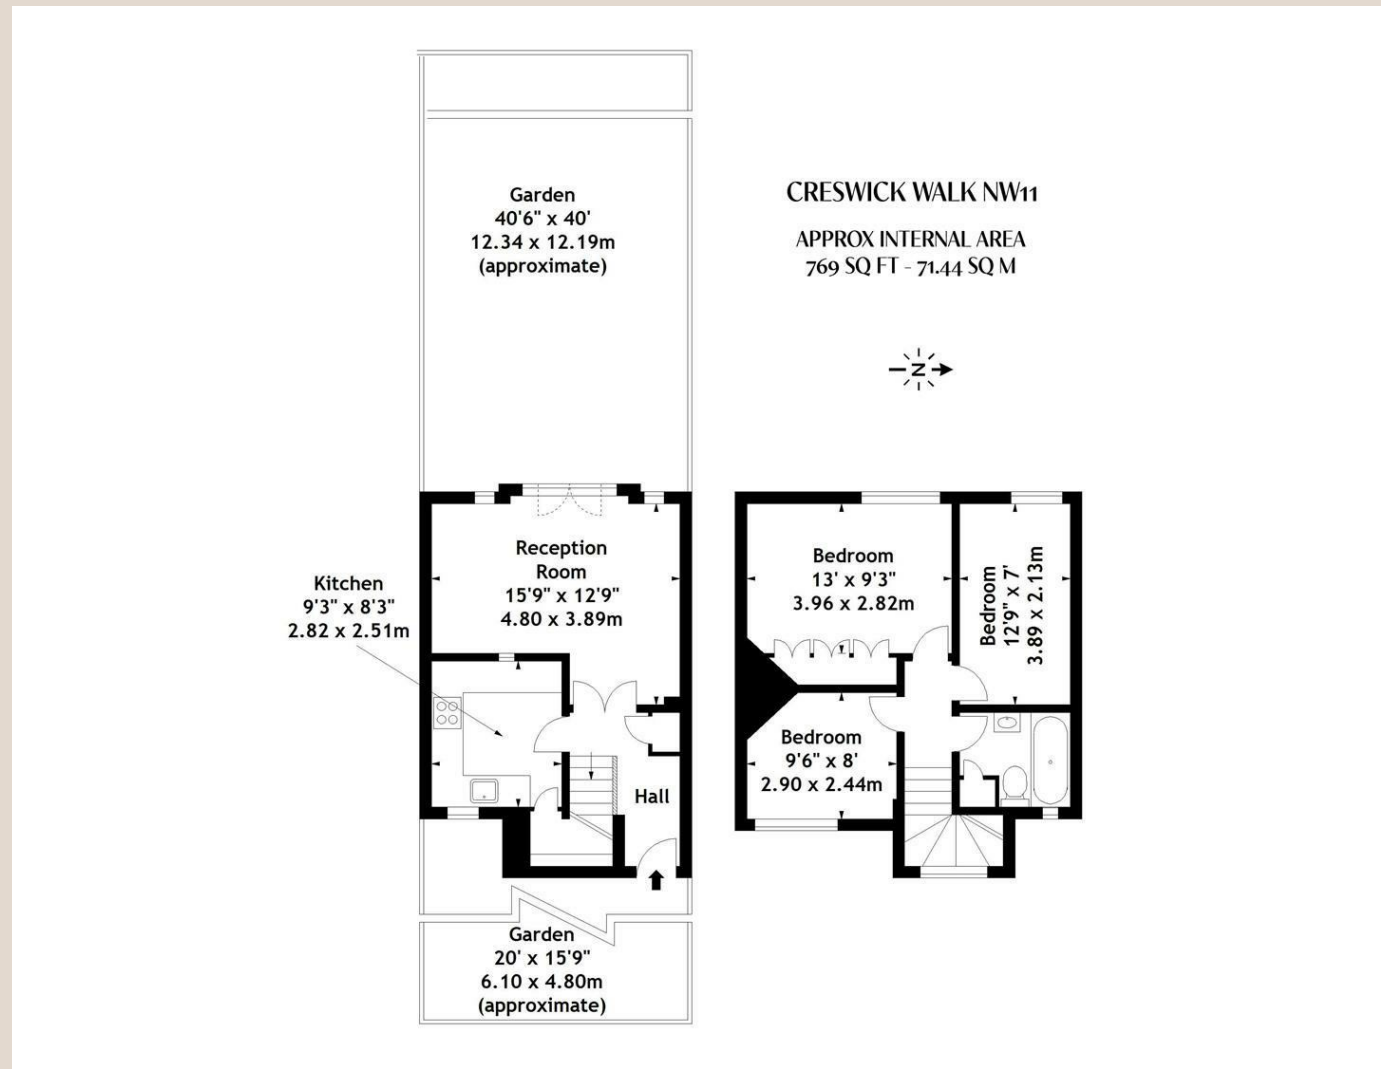 Garden
40'6" x 40'
12.34 x 12.19m
(approximate)
CRESWICK WALK NW11
APPROX INTERNAL AREA
769 SQ FT - 71.44 SQ M
N
Reception
Room
15'9" x 12'9"
4.80 x 3.89m
Kitchen
9'3" x 8'3"
2.82 x 2.51m
Hall
Garden
20' x 15'9"
6.10 x 4.80m
(approximate)
Bedroom
13' x 9'3"
3.96 x 2.82m
Bedroom
12'9" x 7'
3.89 x 2.13m
Bedroom
9'6" x 8'
2.90 x 2.44m